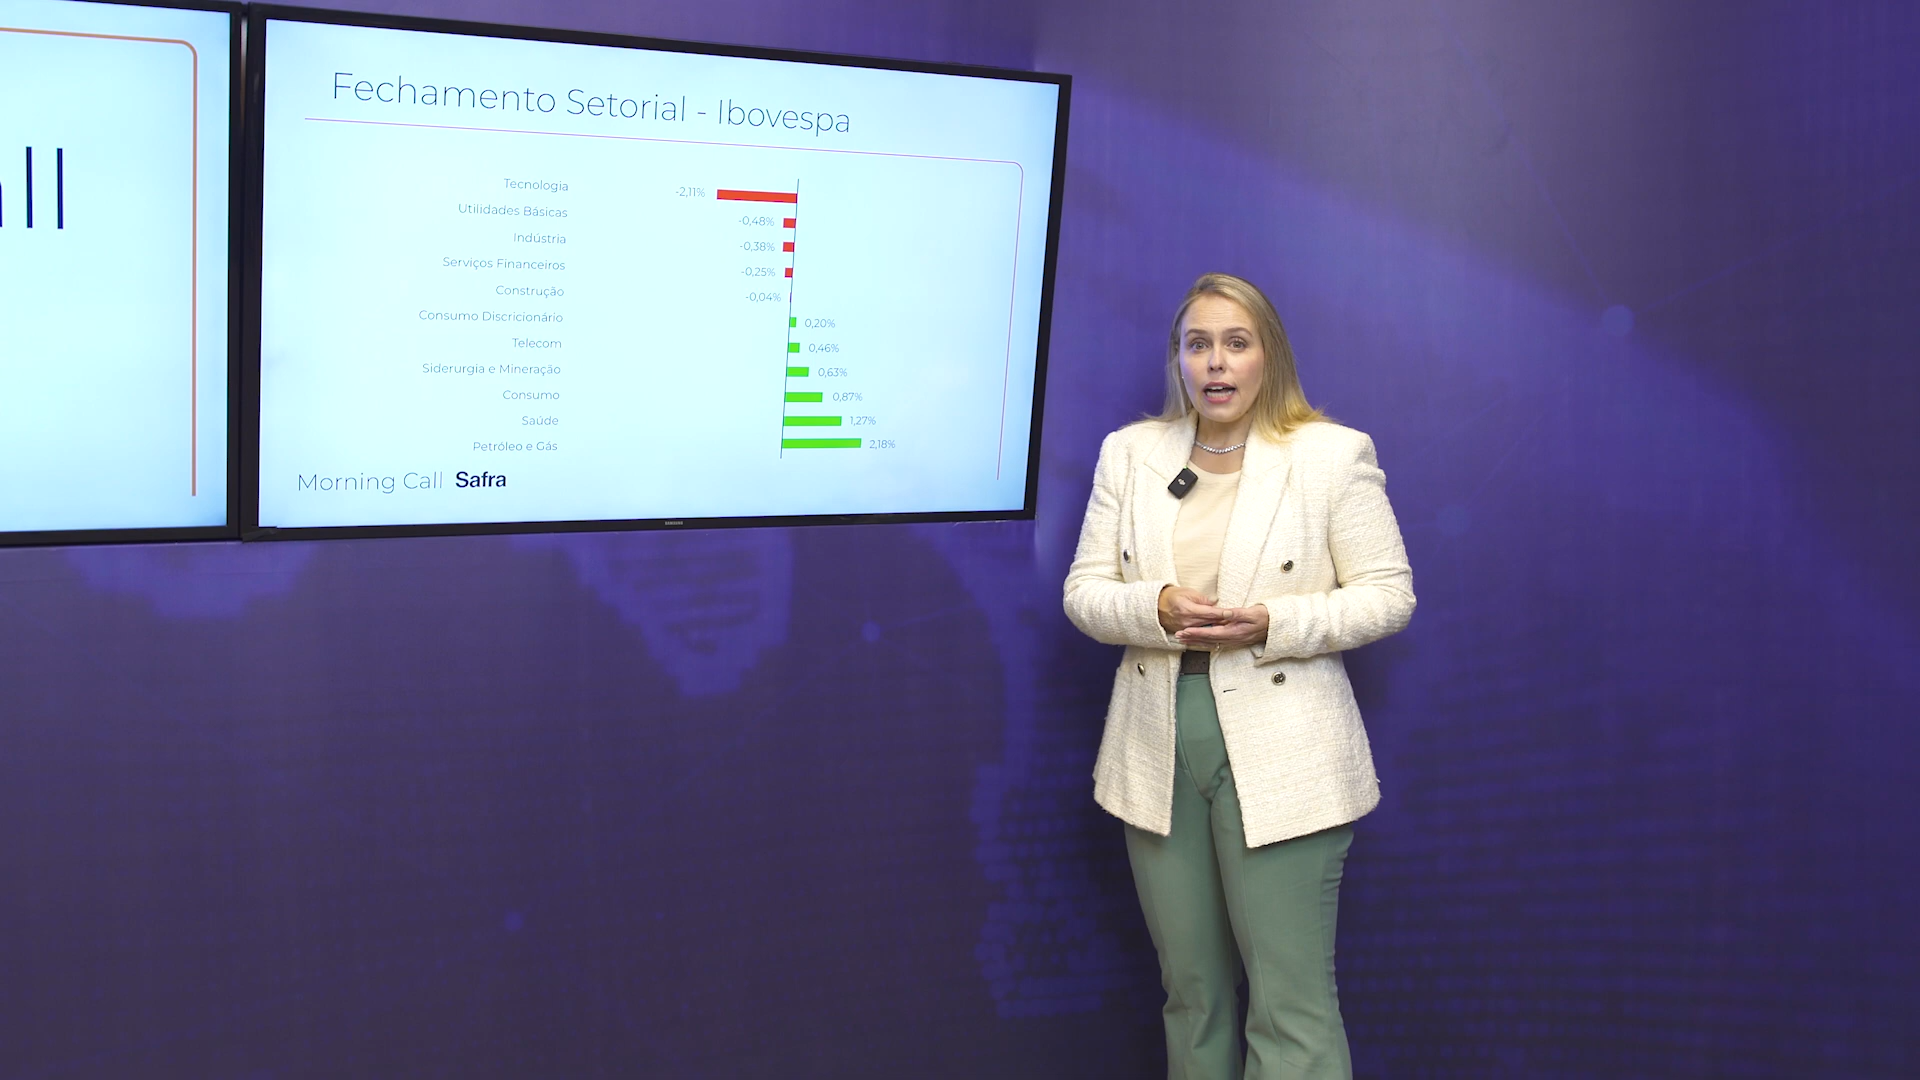 ll
Fechamento Setorial - Ibovespa
Tecnologia -2,11%
Utilidades Básicas -0,48%
Indústria -0,38%
Serviços Financeiros -0,25%
Construção -0,04%
Consumo Discricionário 0,20%
Telecom 0,46%
Siderurgia e Mineração 0,63%
Consumo 0,87%
Saúde 1,27%
Petróleo e Gás 2,18%
Morning Call Safra
SAMSUNG